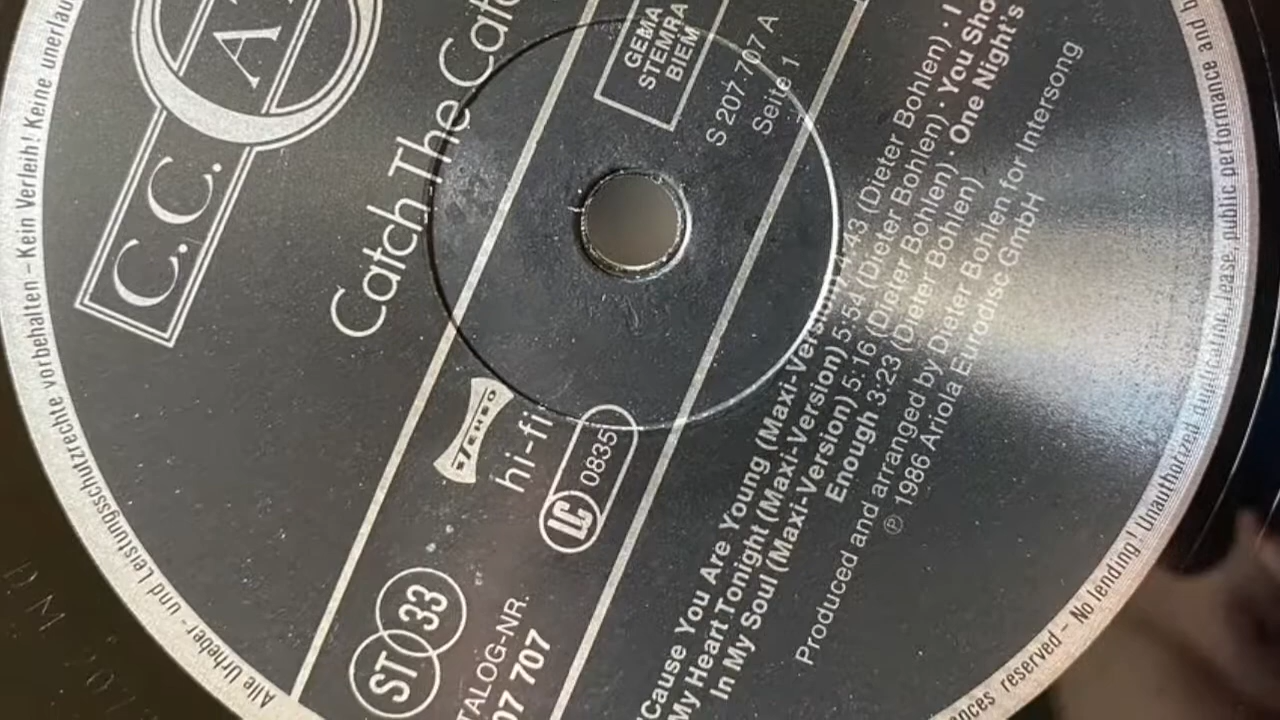 C.C. CAT
Catch The Catc
STEREO
hi-fi
LC 0835
ST 33
TALOG-NR.
07 707
GEMA
STEMRA
BIEM
S 207 707 A
Seite 1
'Cause You Are Young (Maxi-Version) 4:43 (Dieter Bohlen) · I
My Heart Tonight (Maxi-Version) 5:54 (Dieter Bohlen) · You Sho
In My Soul (Maxi-Version) 5:16 (Dieter Bohlen) · One Night's
Enough 3:23 (Dieter Bohlen)
Produced and arranged by Dieter Bohlen for Intersong
℗ 1986 Ariola Eurodisc GmbH
Alle Urheber- und Leistungsschutzrechte vorbehalten – Kein Verleih! Keine unerlau
ances reserved – No lending! Unauthorized duplication, lease, public performance and b